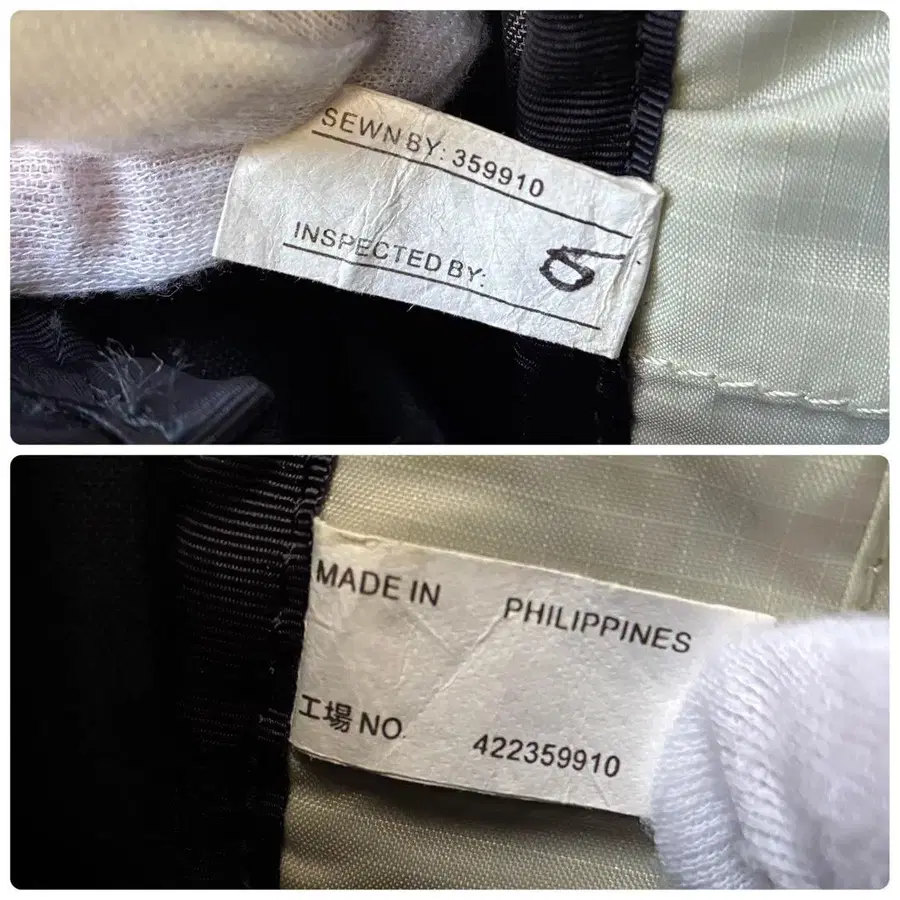 SEWN BY: 359910
INSPECTED BY:
MADE IN PHILIPPINES
工場 NO. 422359910